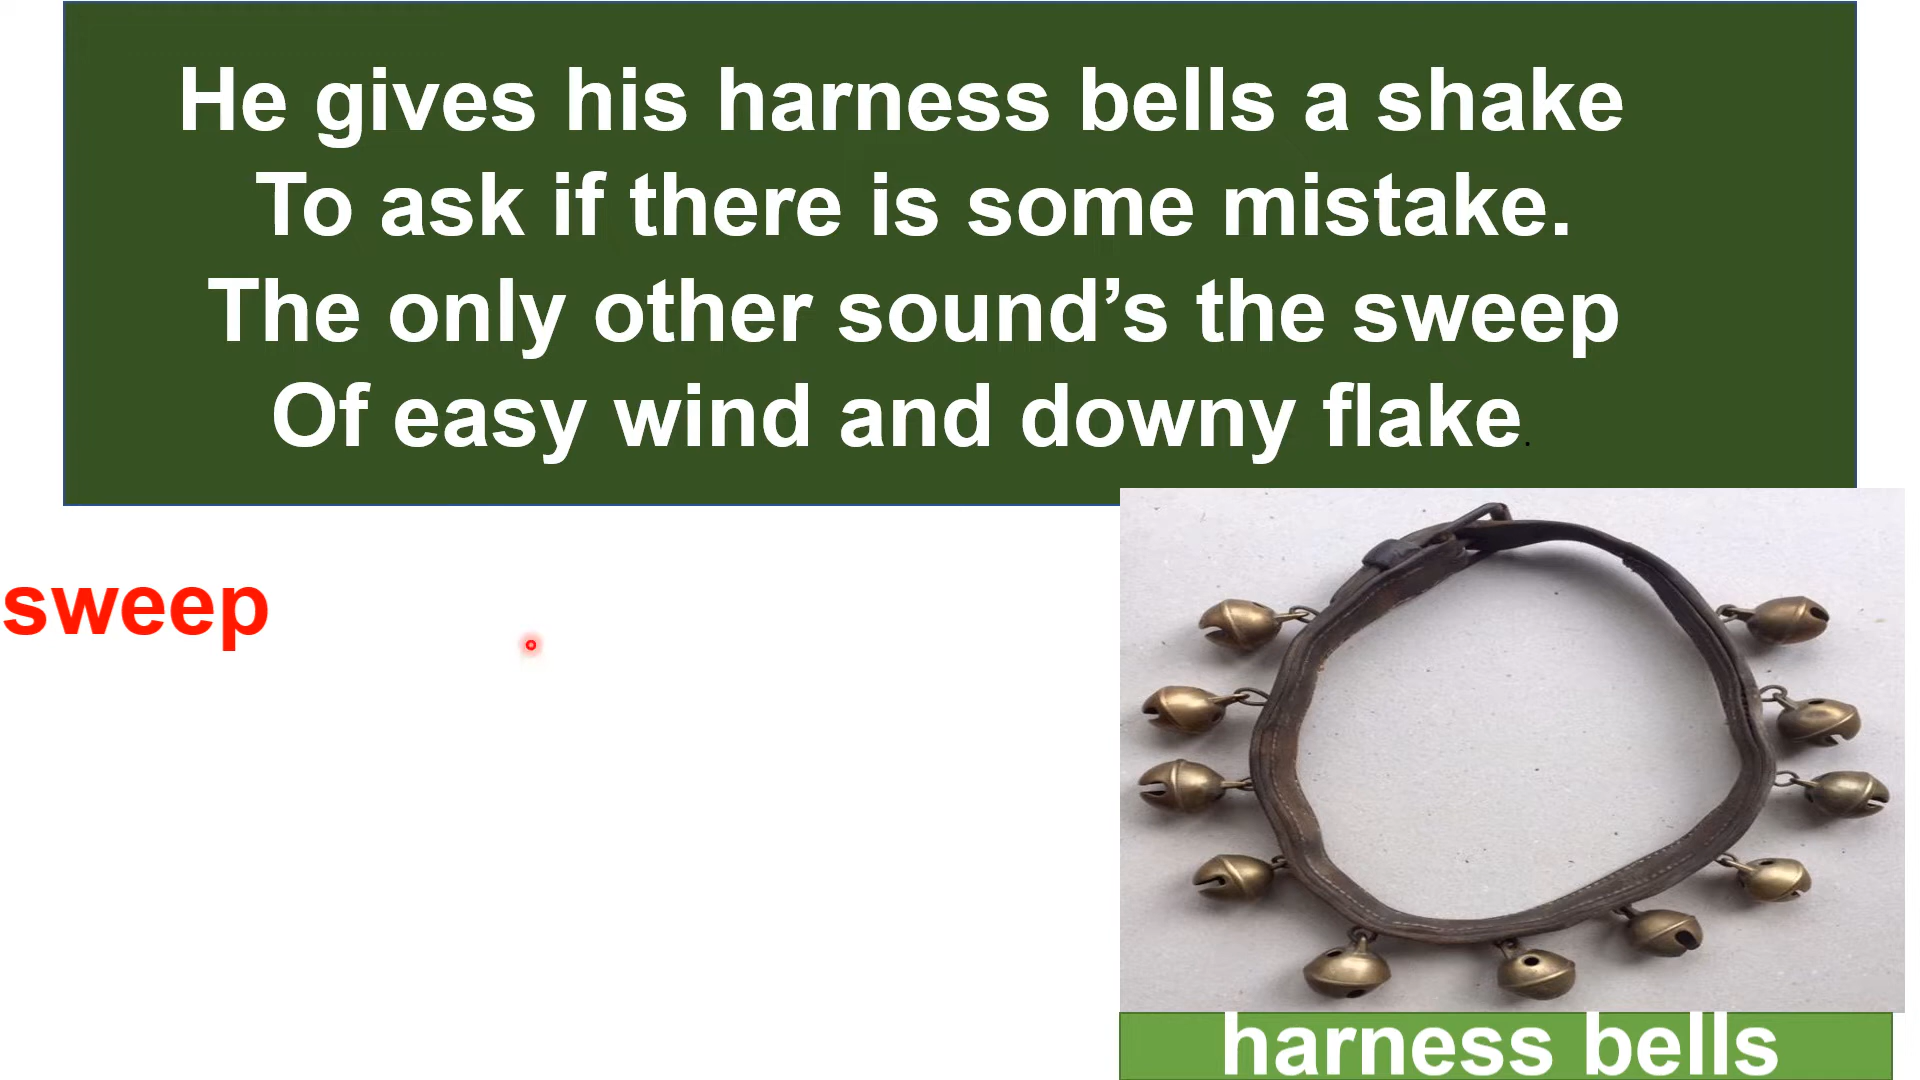 He gives his harness bells a shake
To ask if there is some mistake.
The only other sound’s the sweep
Of easy wind and downy flake.
sweep
harness bells